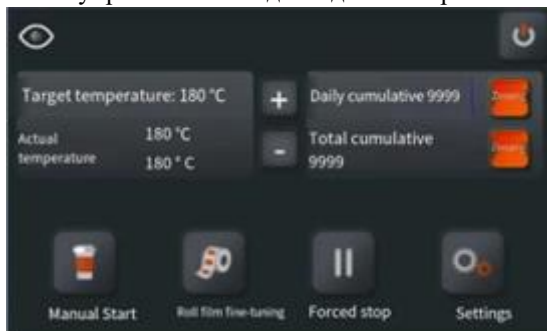 Target temperature: 180 °C
+
Daily cumulative 9999
Actual temperature
180 °C
180 ° C
-
Total cumulative
9999
Manual Start
Roll film fine-tuning
Forced stop
Settings